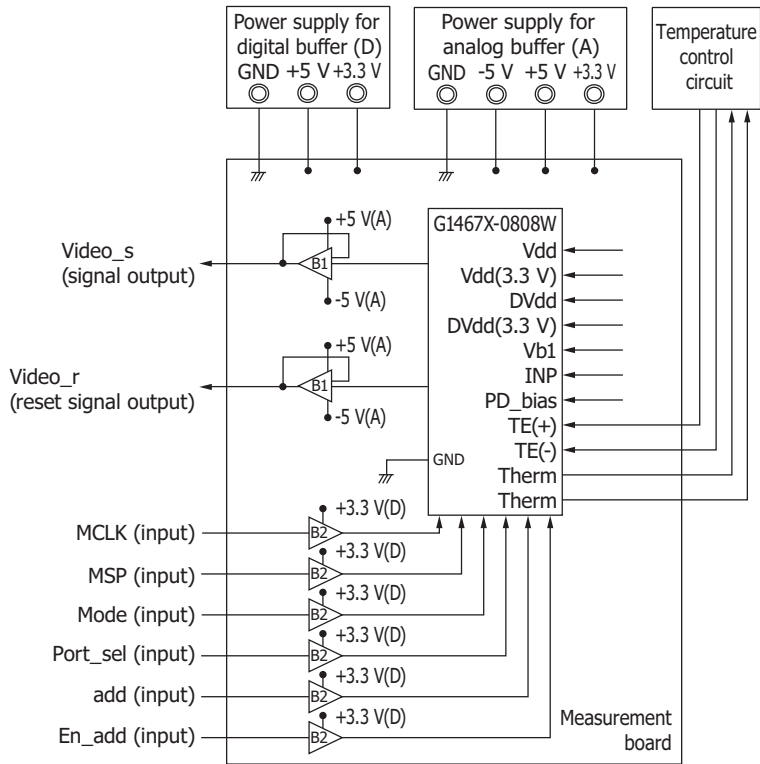 Power supply for
digital buffer (D)
GND +5 V +3.3 V
Power supply for
analog buffer (A)
GND -5 V +5 V +3.3 V
Temperature
control
circuit
G1467X-0808W
Vdd
Vdd(3.3 V)
DVdd
DVdd(3.3 V)
Vb1
INP
PD_bias
TE(+)
TE(-)
Therm
Therm
GND
+5 V(A)
B1
-5 V(A)
Video_s
(signal output)
+5 V(A)
B1
-5 V(A)
Video_r
(reset signal output)
+3.3 V(D)
MCLK (input) B2
+3.3 V(D)
MSP (input) B2
+3.3 V(D)
Mode (input) B2
+3.3 V(D)
Port_sel (input) B2
+3.3 V(D)
add (input) B2
+3.3 V(D)
En_add (input) B2
Measurement
board